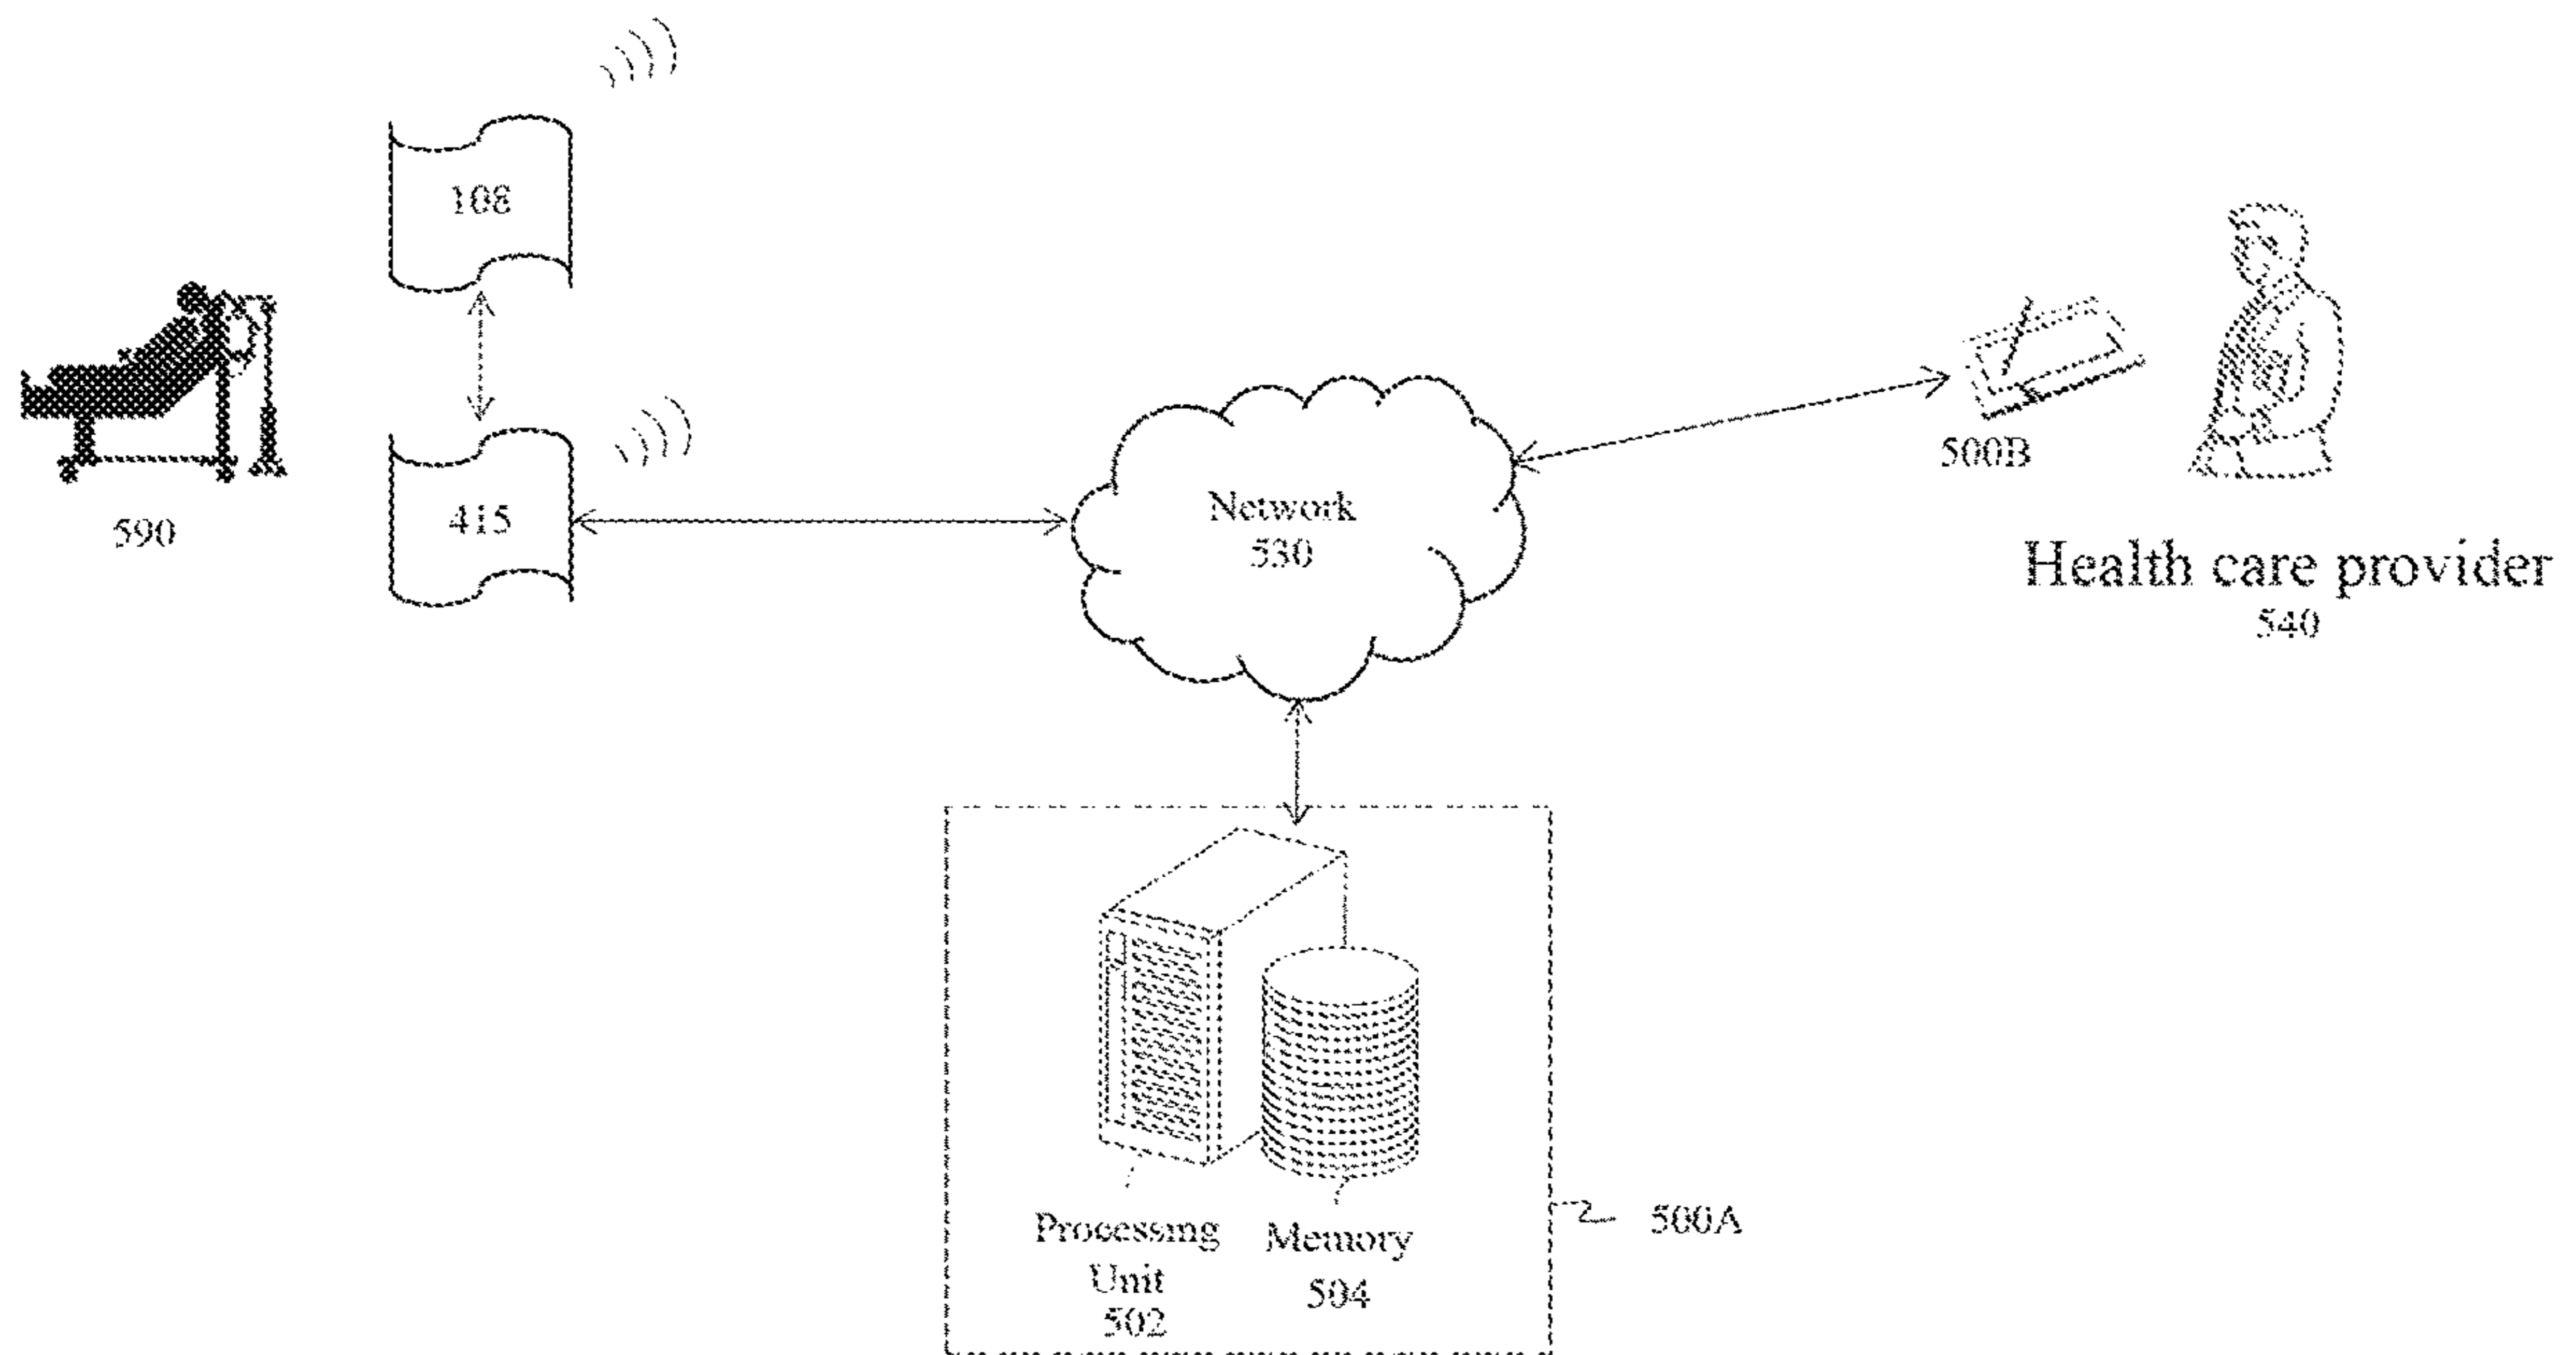 108
590
415
Network
530
500B
Health care provider
540
Processing
Unit
502
Memory
504
500A